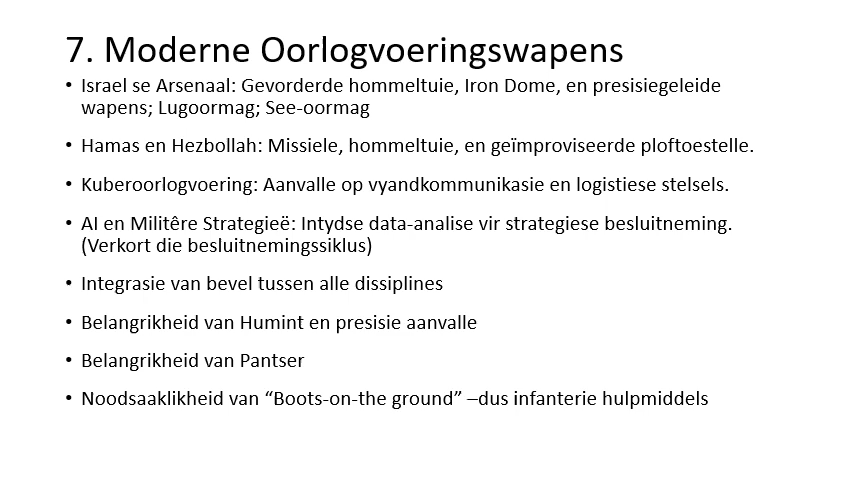 7. Moderne Oorlogvoeringswapens
• Israel se Arsenaal: Gevorderde hommeltuie, Iron Dome, en presisiegeleide
wapens; Lugoormag; See-oormag
• Hamas en Hezbollah: Missiele, hommeltuie, en geïmproviseerde ploftoestelle.
• Kuberoorlogvoering: Aanvalle op vyandkommunikasie en logistiese stelsels.
• AI en Militêre Strategieë: Intydse data-analise vir strategiese besluitneming.
(Verkort die besluitnemingssiklus)
• Integrasie van bevel tussen alle dissiplines
• Belangrikheid van Humint en presisie aanvalle
• Belangrikheid van Pantser
• Noodsaaklikheid van “Boots-on-the ground” –dus infanterie hulpmiddels